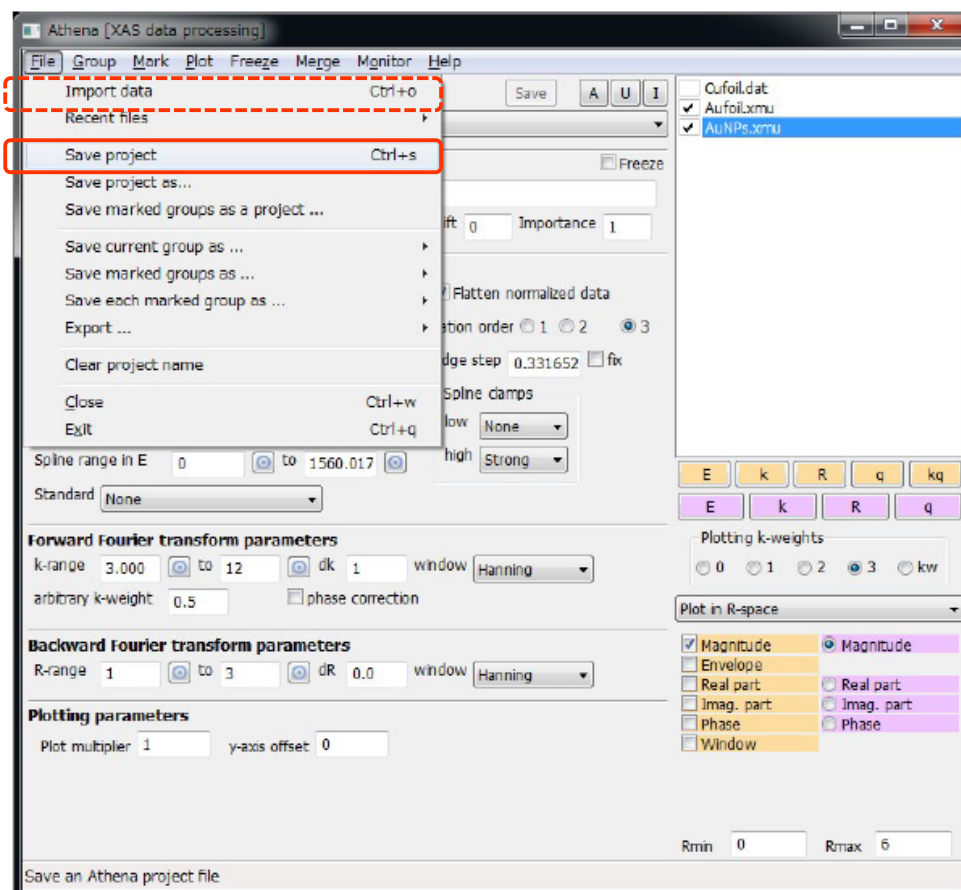 Athena [XAS data processing]
File Group Mark Plot Freeze Merge Monitor Help
Import data Ctrl+o
Recent files
Save project Ctrl+s
Save project as...
Save marked groups as a project ...
Save current group as ...
Save marked groups as ...
Save each marked group as ...
Export ...
Clear project name
Close Ctrl+w
Exit Ctrl+q
Save A U I
Freeze
ift 0 Importance 1
Flatten normalized data
ation order 1 2 3
dge step 0.331652 fix
Spline clamps
low None
high Strong
Spline range in E 0 to 1560.017
Standard None
Forward Fourier transform parameters
k-range 3.000 to 12 dk 1 window Hanning
arbitrary k-weight 0.5 phase correction
Backward Fourier transform parameters
R-range 1 to 3 dR 0.0 window Hanning
Plotting parameters
Plot multiplier 1 y-axis offset 0
Cufoil.dat
Aufoil.xmu
AuNPs.xmu
E k R q kq
E k R q
Plotting k-weights
0 1 2 3 kw
Plot in R-space
Magnitude Magnitude
Envelope
Real part Real part
Imag. part Imag. part
Phase Phase
Window
Rmin 0 Rmax 6
Save an Athena project file